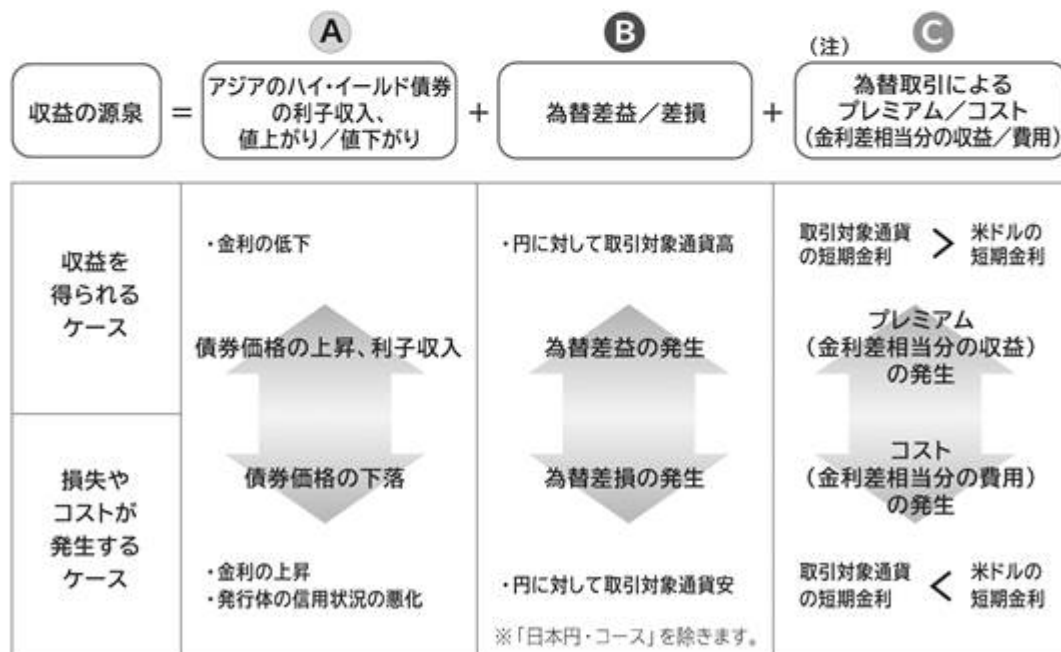 A
B
(注)
C
収益の源泉
=
アジアのハイ・イールド債券
の利子収入、
値上がり/値下がり
+
為替差益/差損
+
為替取引による
プレミアム/コスト
(金利差相当分の収益/費用)
収益を
得られる
ケース
・金利の低下
債券価格の上昇、利子収入
・円に対して取引対象通貨高
為替差益の発生
取引対象通貨
の短期金利
>
米ドルの
短期金利
プレミアム
(金利差相当分の収益)
の発生
損失や
コストが
発生する
ケース
債券価格の下落
・金利の上昇
・発行体の信用状況の悪化
為替差損の発生
・円に対して取引対象通貨安
※「日本円・コース」を除きます。
コスト
(金利差相当分の費用)
の発生
取引対象通貨
の短期金利
<
米ドルの
短期金利